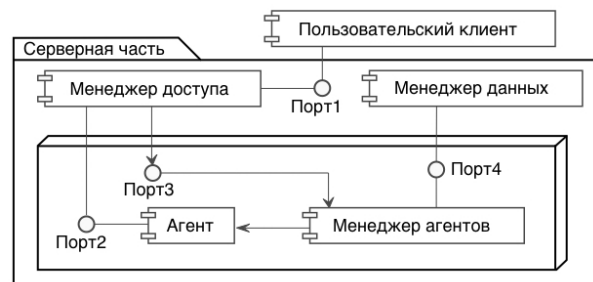 Пользовательский клиент
Серверная часть
Менеджер доступа
Менеджер данных
Порт1
Порт3
Порт4
Агент
Менеджер агентов
Порт2